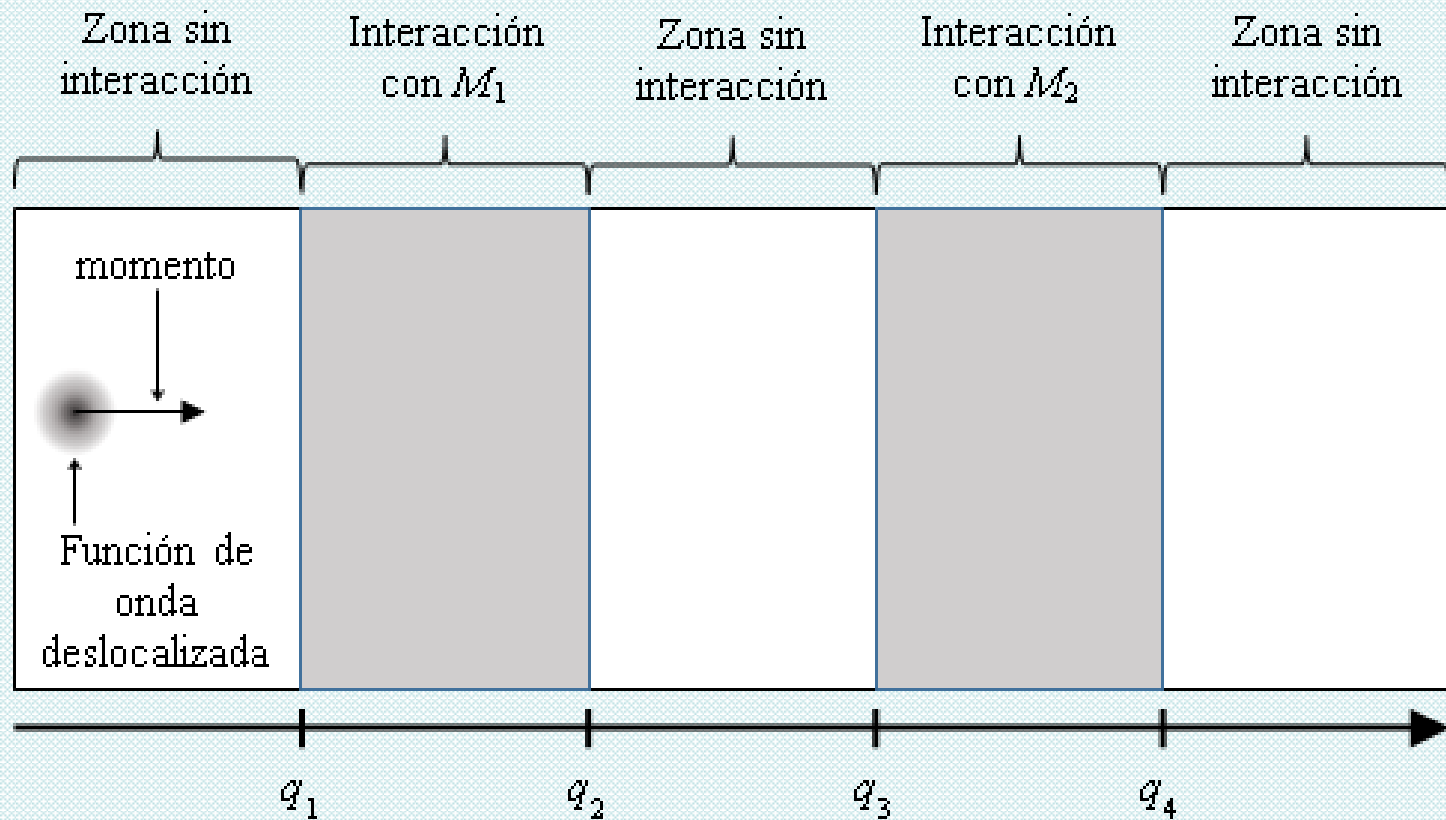 Zona sin
interacción
Interacción
con M₁
Zona sin
interacción
Interacción
con M₂
Zona sin
interacción
momento
Función de
onda
deslocalizada
q₁
q₂
q₃
q₄